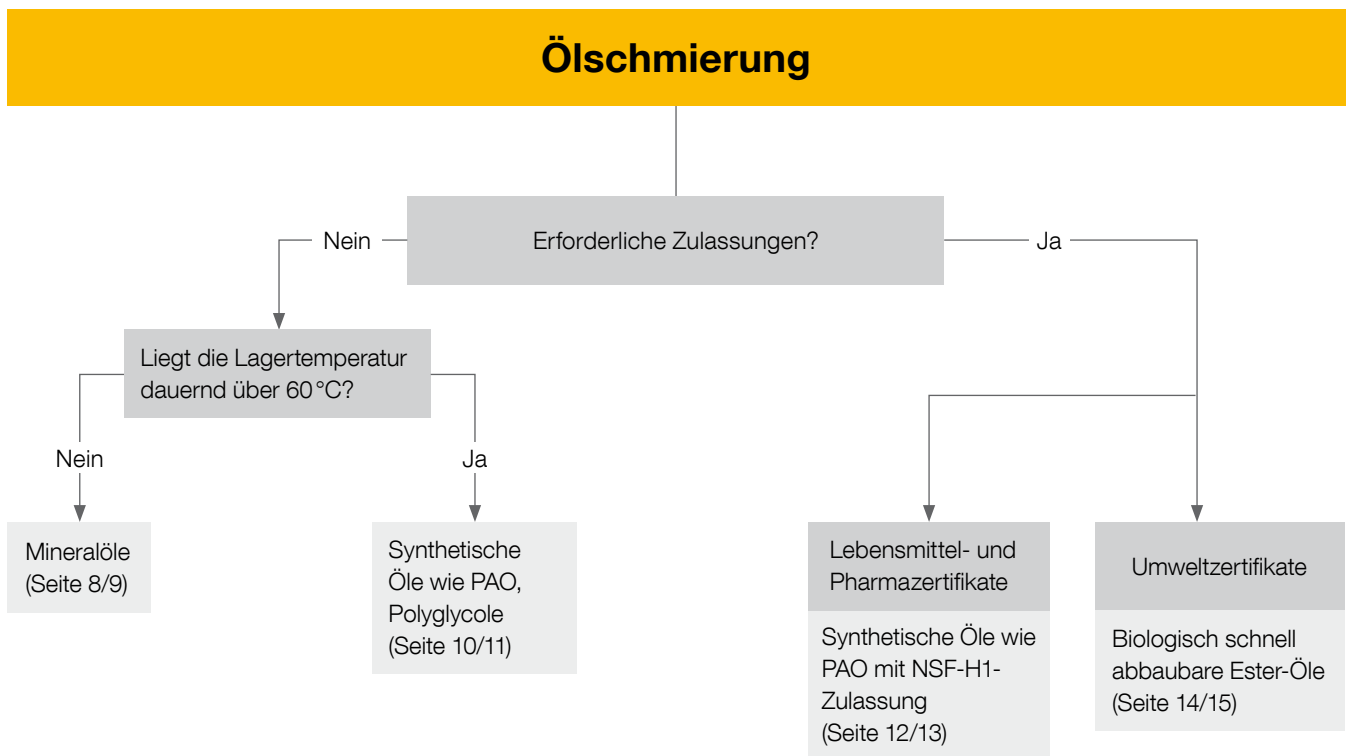 Ölschmierung
Nein
Erforderliche Zulassungen?
Ja
Liegt die Lagertemperatur
dauernd über 60 °C?
Nein
Ja
Mineralöle
(Seite 8/9)
Synthetische
Öle wie PAO,
Polyglycole
(Seite 10/11)
Lebensmittel- und
Pharmazertifikate
Synthetische Öle wie
PAO mit NSF-H1-
Zulassung
(Seite 12/13)
Umweltzertifikate
Biologisch schnell
abbaubare Ester-Öle
(Seite 14/15)